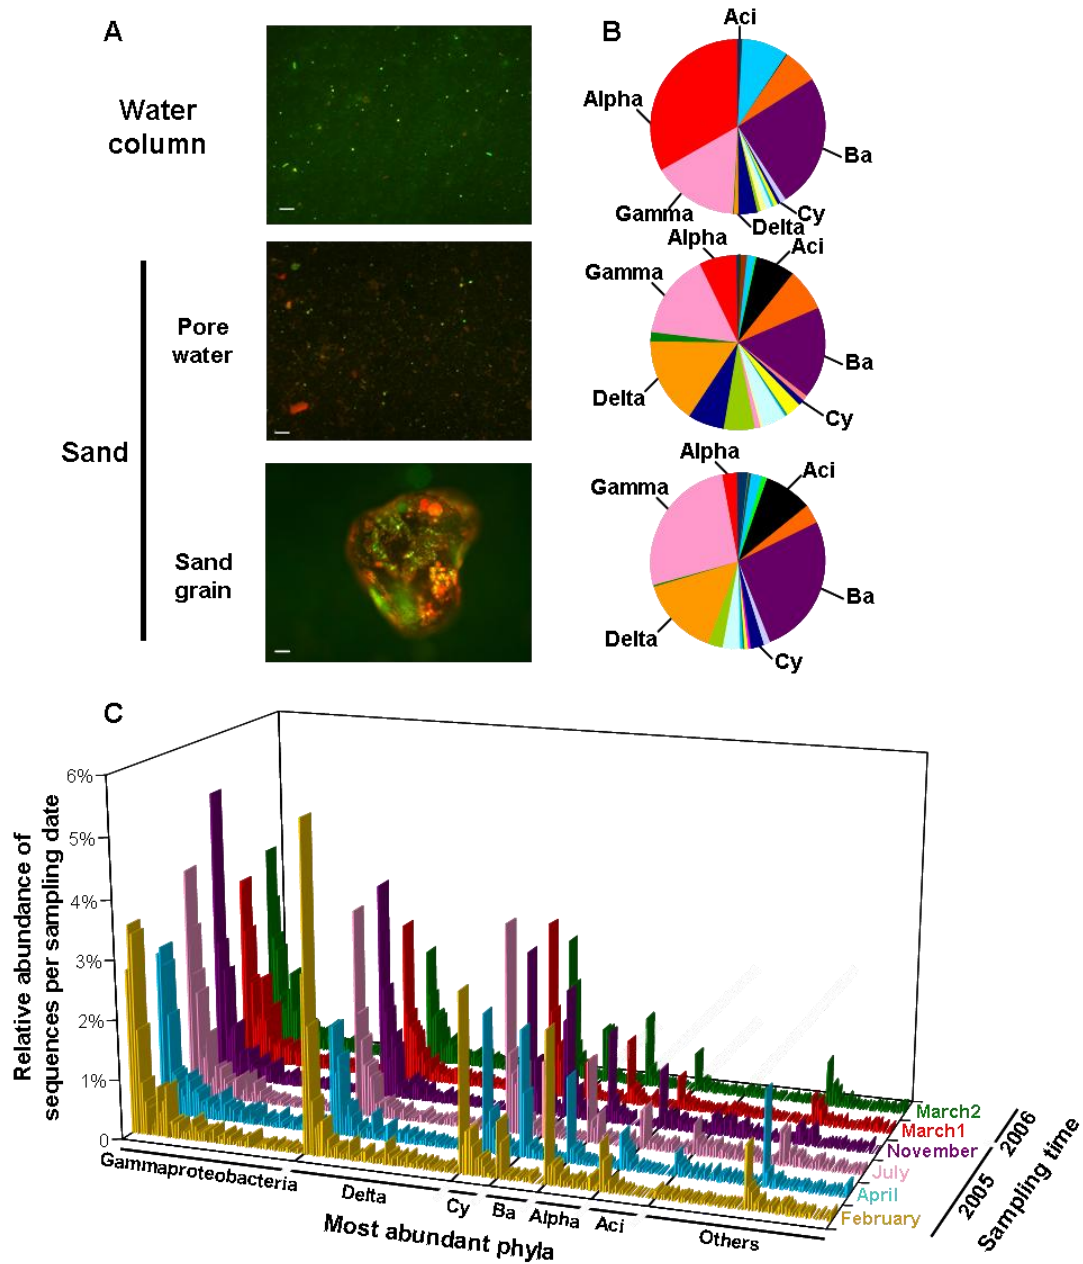 A
B
Water
column
Aci
Alpha
Ba
Gamma
Cy
Delta
Sand
Pore
water
Alpha
Aci
Gamma
Ba
Delta
Cy
Sand
grain
Alpha
Aci
Gamma
Ba
Delta
Cy
C
Relative abundance of
sequences per sampling date
6%
5%
4%
3%
2%
1%
0
Gammaproteobacteria
Delta
Cy
Ba
Alpha
Aci
Others
Most abundant phyla
March2
March1
November
July
April
February
2005
2006
Sampling time